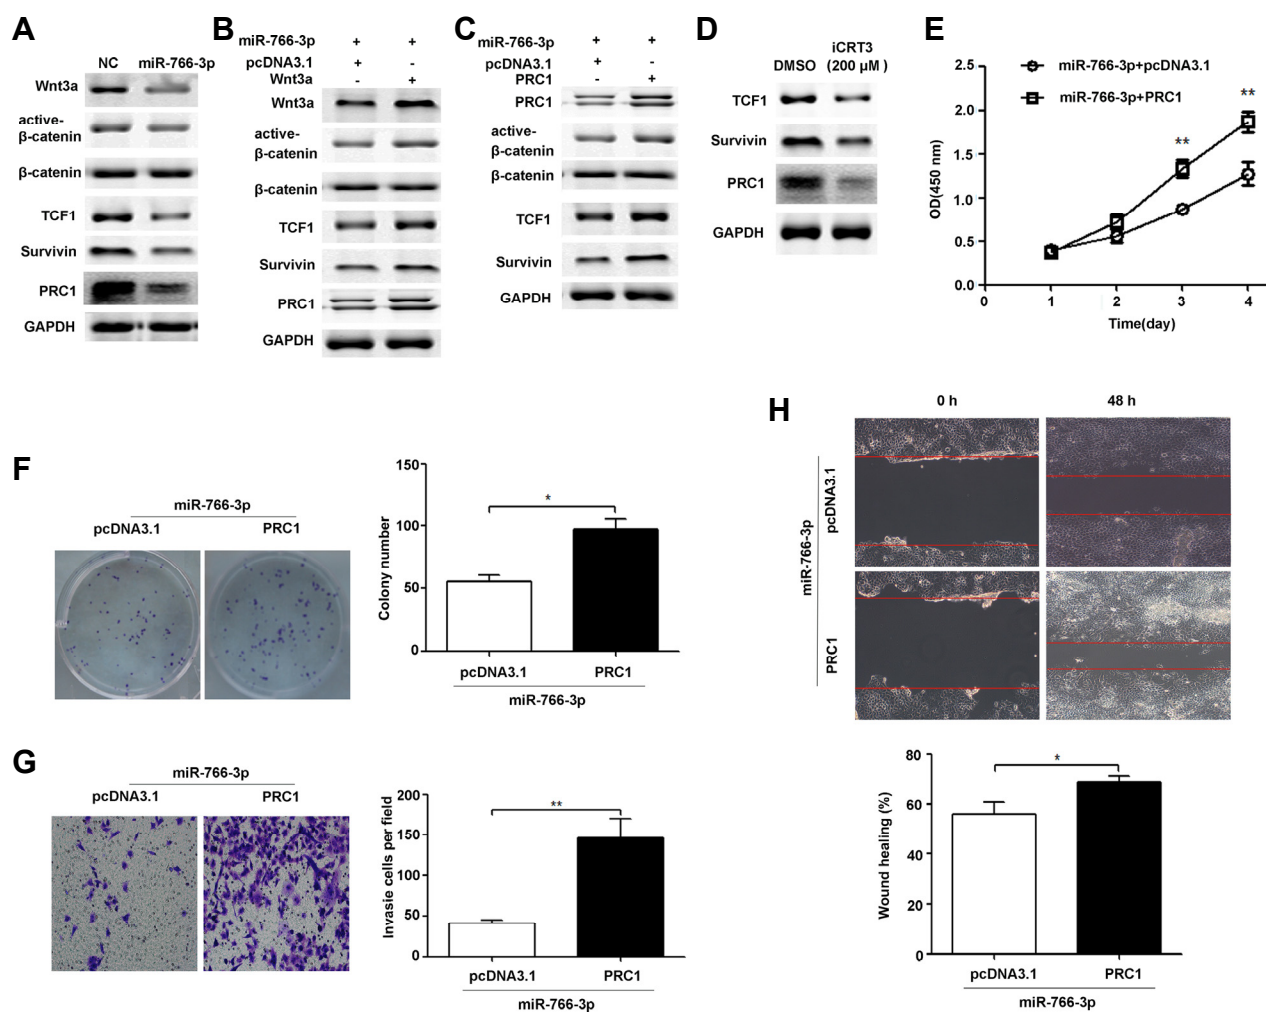 A
NC miR-766-3p
Wnt3a
active-
β-catenin
β-catenin
TCF1
Survivin
PRC1
GAPDH
B
miR-766-3p + +
pcDNA3.1 + -
Wnt3a - +
Wnt3a
active-
β-catenin
β-catenin
TCF1
Survivin
PRC1
GAPDH
C
miR-766-3p + +
pcDNA3.1 + -
PRC1 - +
PRC1
active-
β-catenin
β-catenin
TCF1
Survivin
GAPDH
D
iCRT3
DMSO (200 μM )
TCF1
Survivin
PRC1
GAPDH
E
2.5
2.0
1.5
1.0
0.5
0.0
OD(450 nm)
miR-766-3p+pcDNA3.1
miR-766-3p+PRC1
**
**
0 1 2 3 4
Time(day)
F
miR-766-3p
pcDNA3.1 PRC1
150
100
50
0
Colony number
*
pcDNA3.1 PRC1
miR-766-3p
G
miR-766-3p
pcDNA3.1 PRC1
200
150
100
50
0
Invasie cells per field
**
pcDNA3.1 PRC1
miR-766-3p
H
0 h 48 h
miR-766-3p
pcDNA3.1
PRC1
80
60
40
20
0
Wound healing (%)
*
pcDNA3.1 PRC1
miR-766-3p